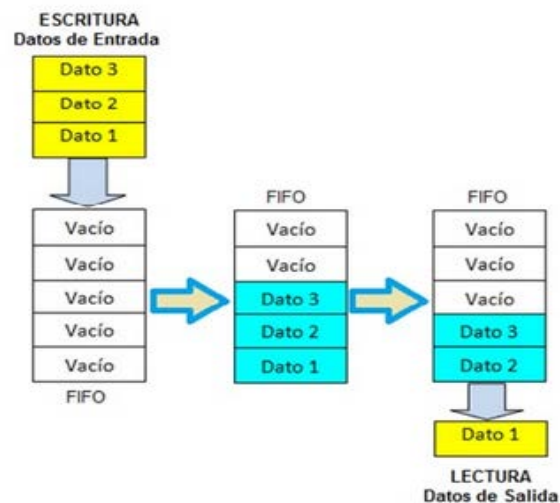 ESCRITURA
Datos de Entrada
Dato 3
Dato 2
Dato 1
Vacío
Vacío
Vacío
Vacío
Vacío
FIFO
FIFO
Vacío
Vacío
Dato 3
Dato 2
Dato 1
FIFO
Vacío
Vacío
Vacío
Dato 3
Dato 2
Dato 1
LECTURA
Datos de Salida